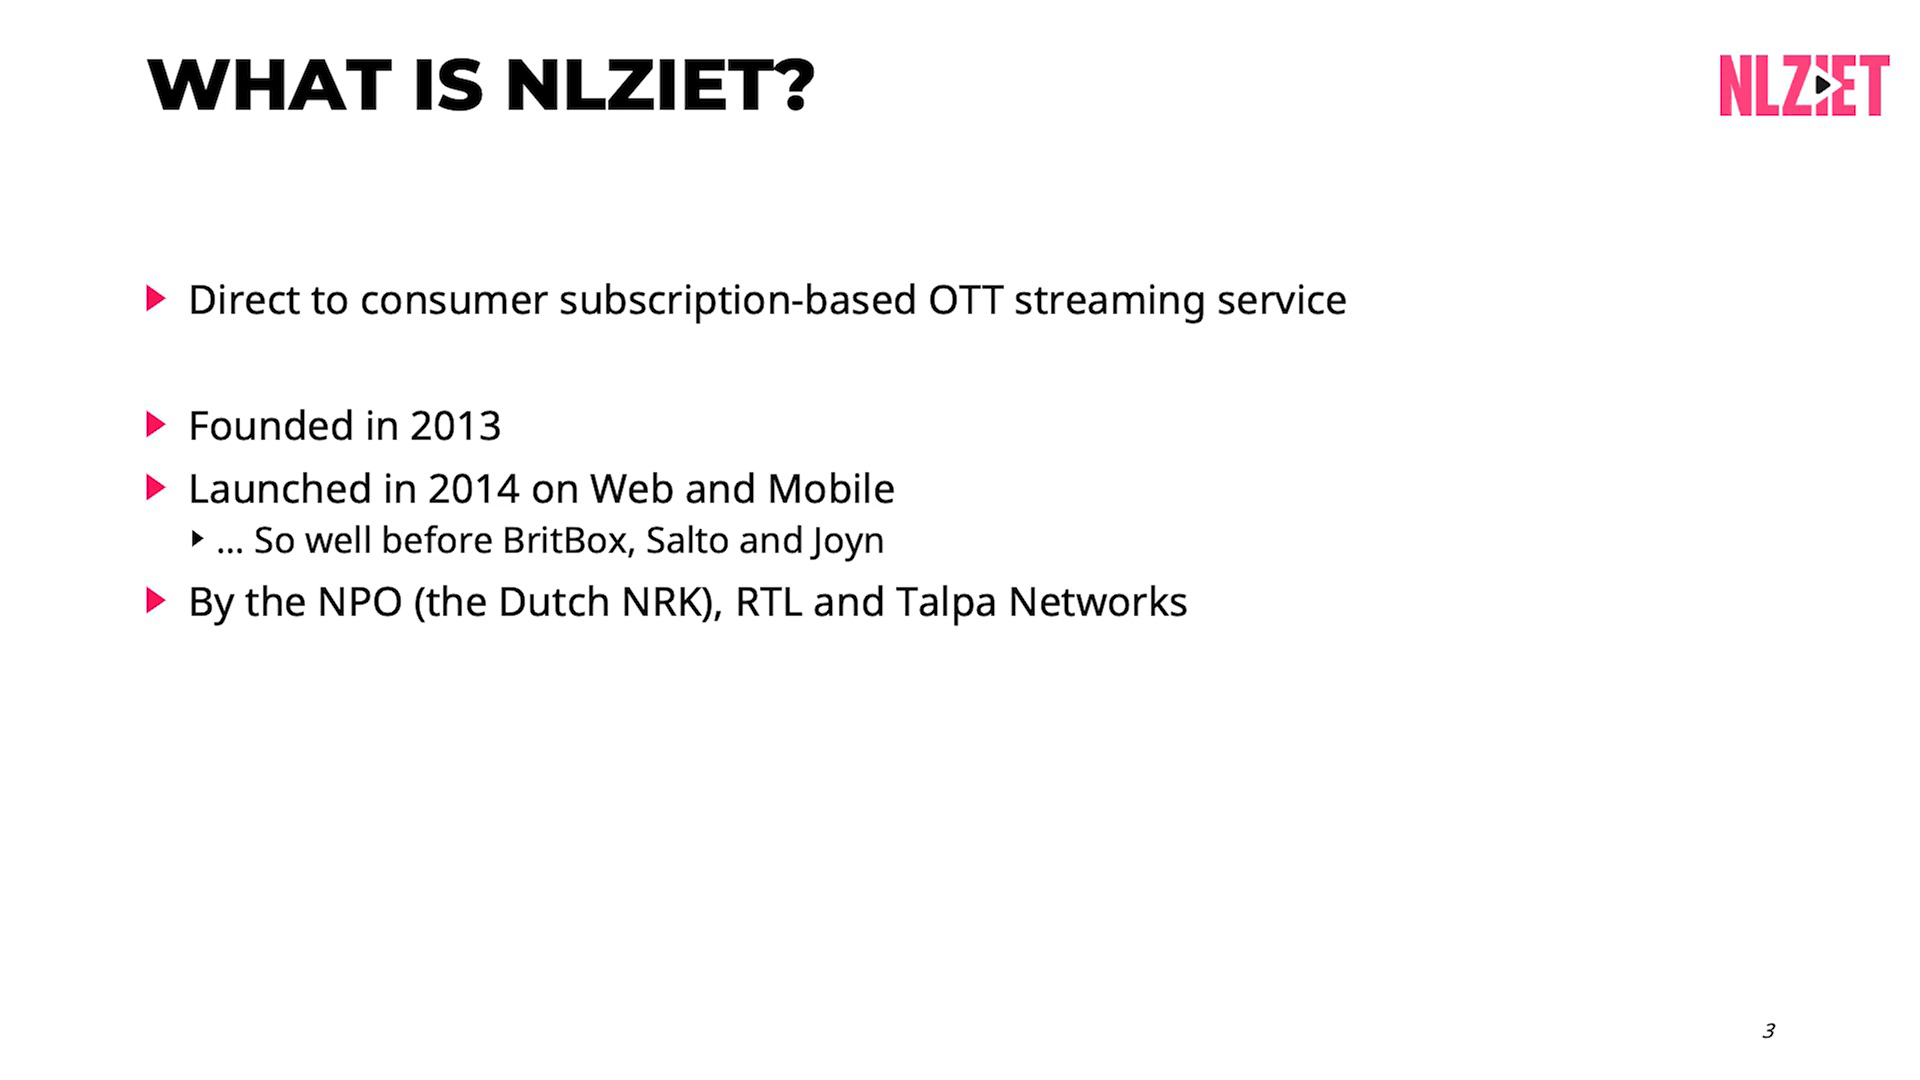 WHAT IS NLZIET?
NLZIET
Direct to consumer subscription-based OTT streaming service
Founded in 2013
Launched in 2014 on Web and Mobile
... So well before BritBox, Salto and Joyn
By the NPO (the Dutch NRK), RTL and Talpa Networks
3